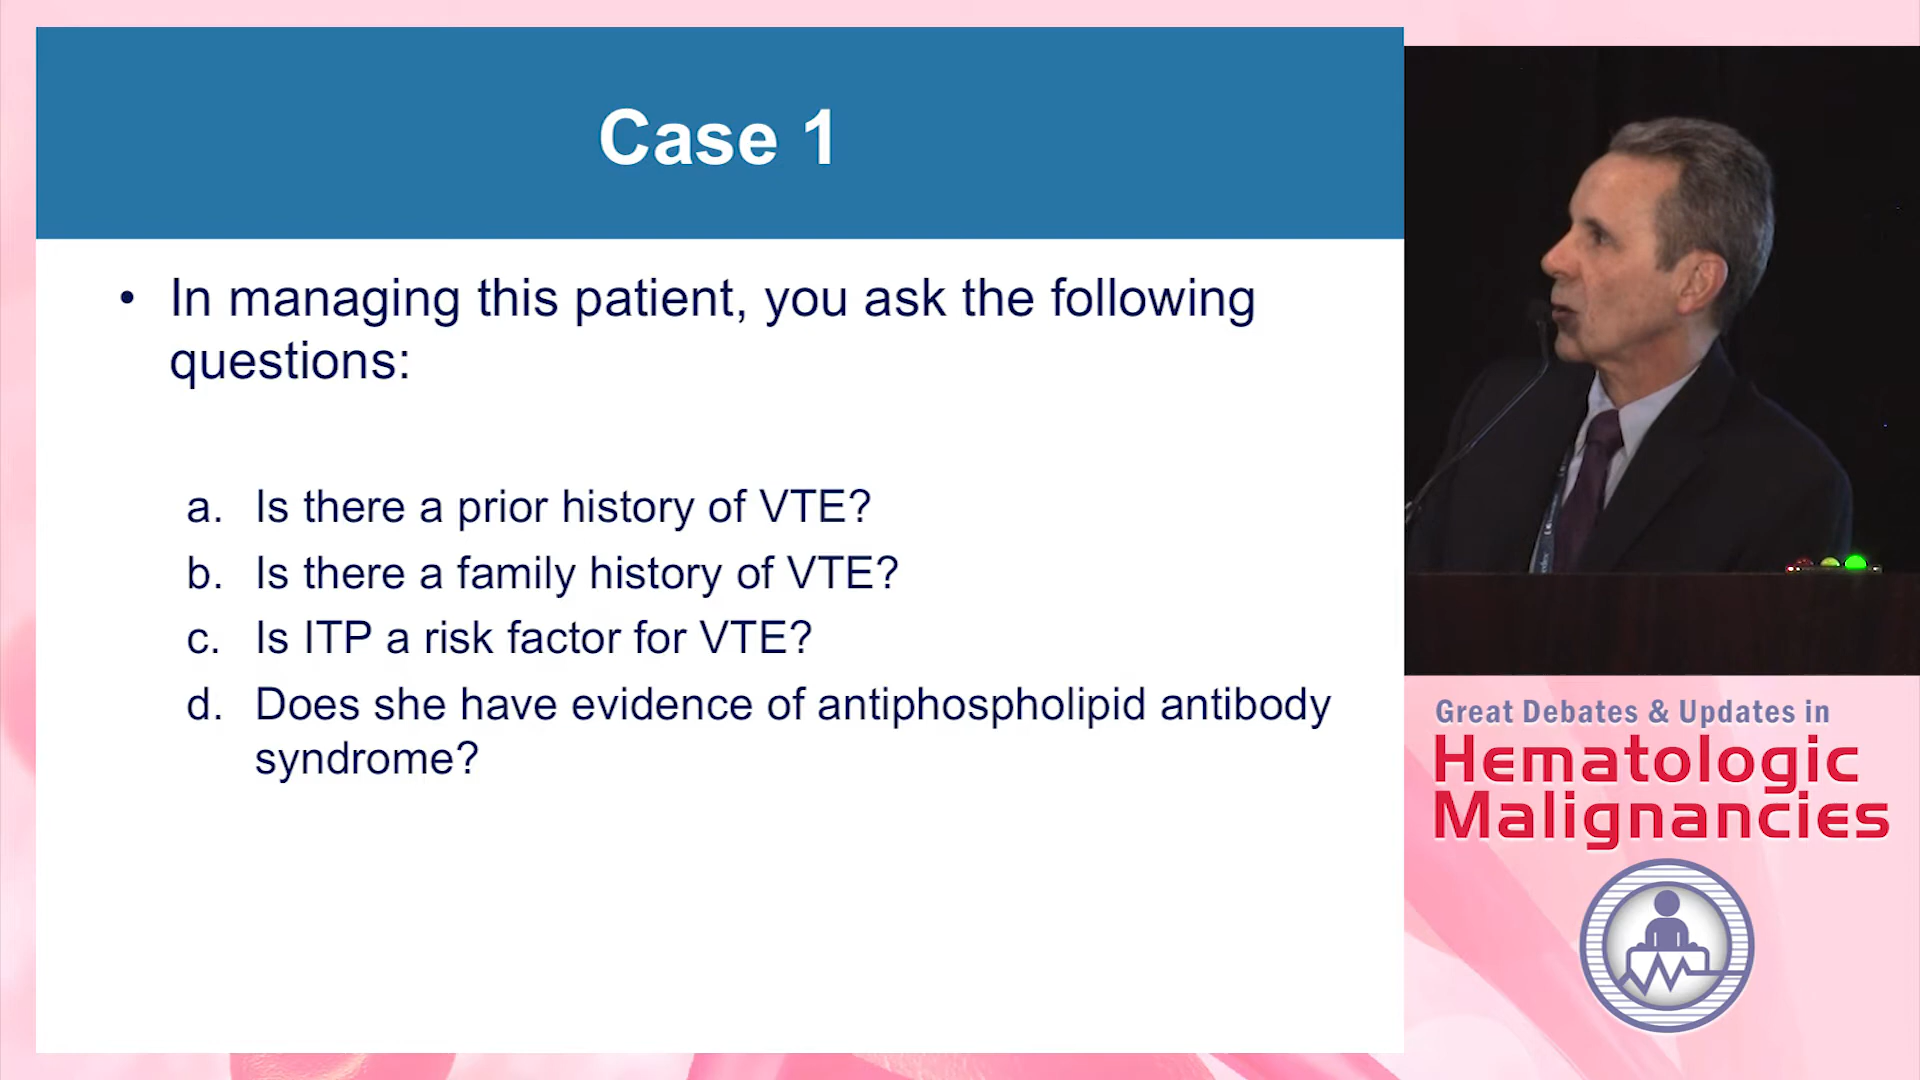 Case 1
• In managing this patient, you ask the following
questions:
a. Is there a prior history of VTE?
b. Is there a family history of VTE?
c. Is ITP a risk factor for VTE?
d. Does she have evidence of antiphospholipid antibody
syndrome?
Great Debates & Updates in
Hematologic
Malignancies